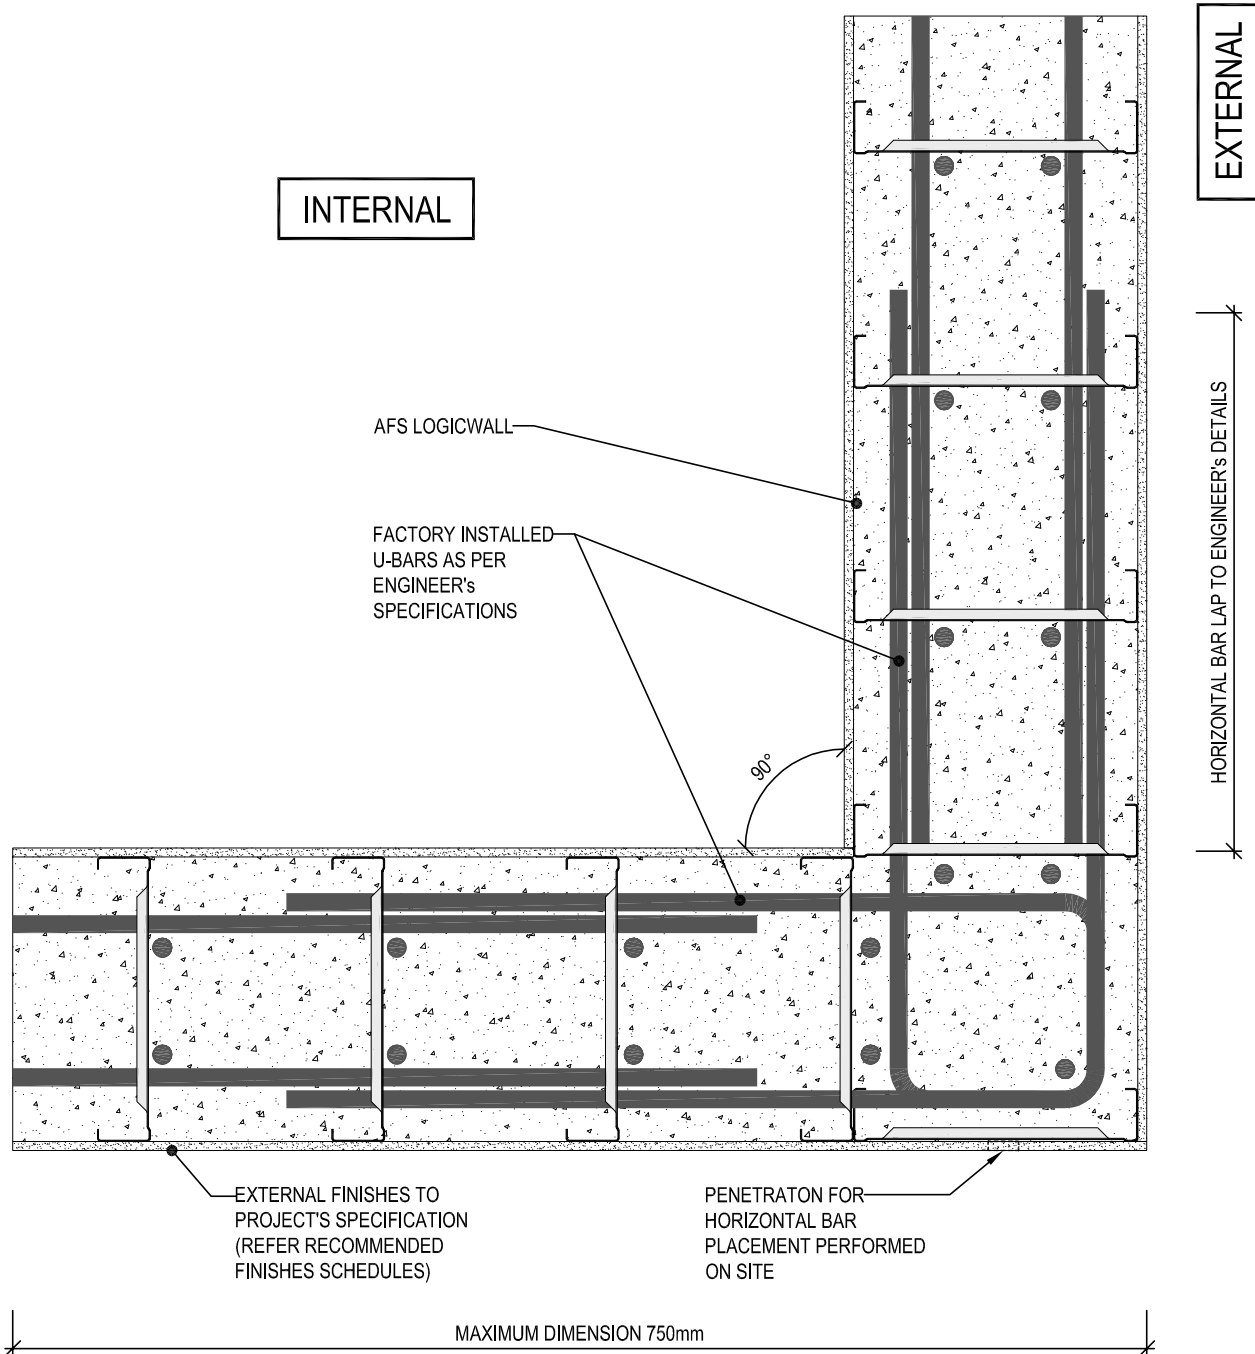 EXTERNAL
INTERNAL
AFS LOGICWALL
FACTORY INSTALLED
U-BARS AS PER
ENGINEER's
SPECIFICATIONS
HORIZONTAL BAR LAP TO ENGINEER's DETAILS
90°
EXTERNAL FINISHES TO
PROJECT'S SPECIFICATION
(REFER RECOMMENDED
FINISHES SCHEDULES)
PENETRATON FOR
HORIZONTAL BAR
PLACEMENT PERFORMED
ON SITE
MAXIMUM DIMENSION 750mm